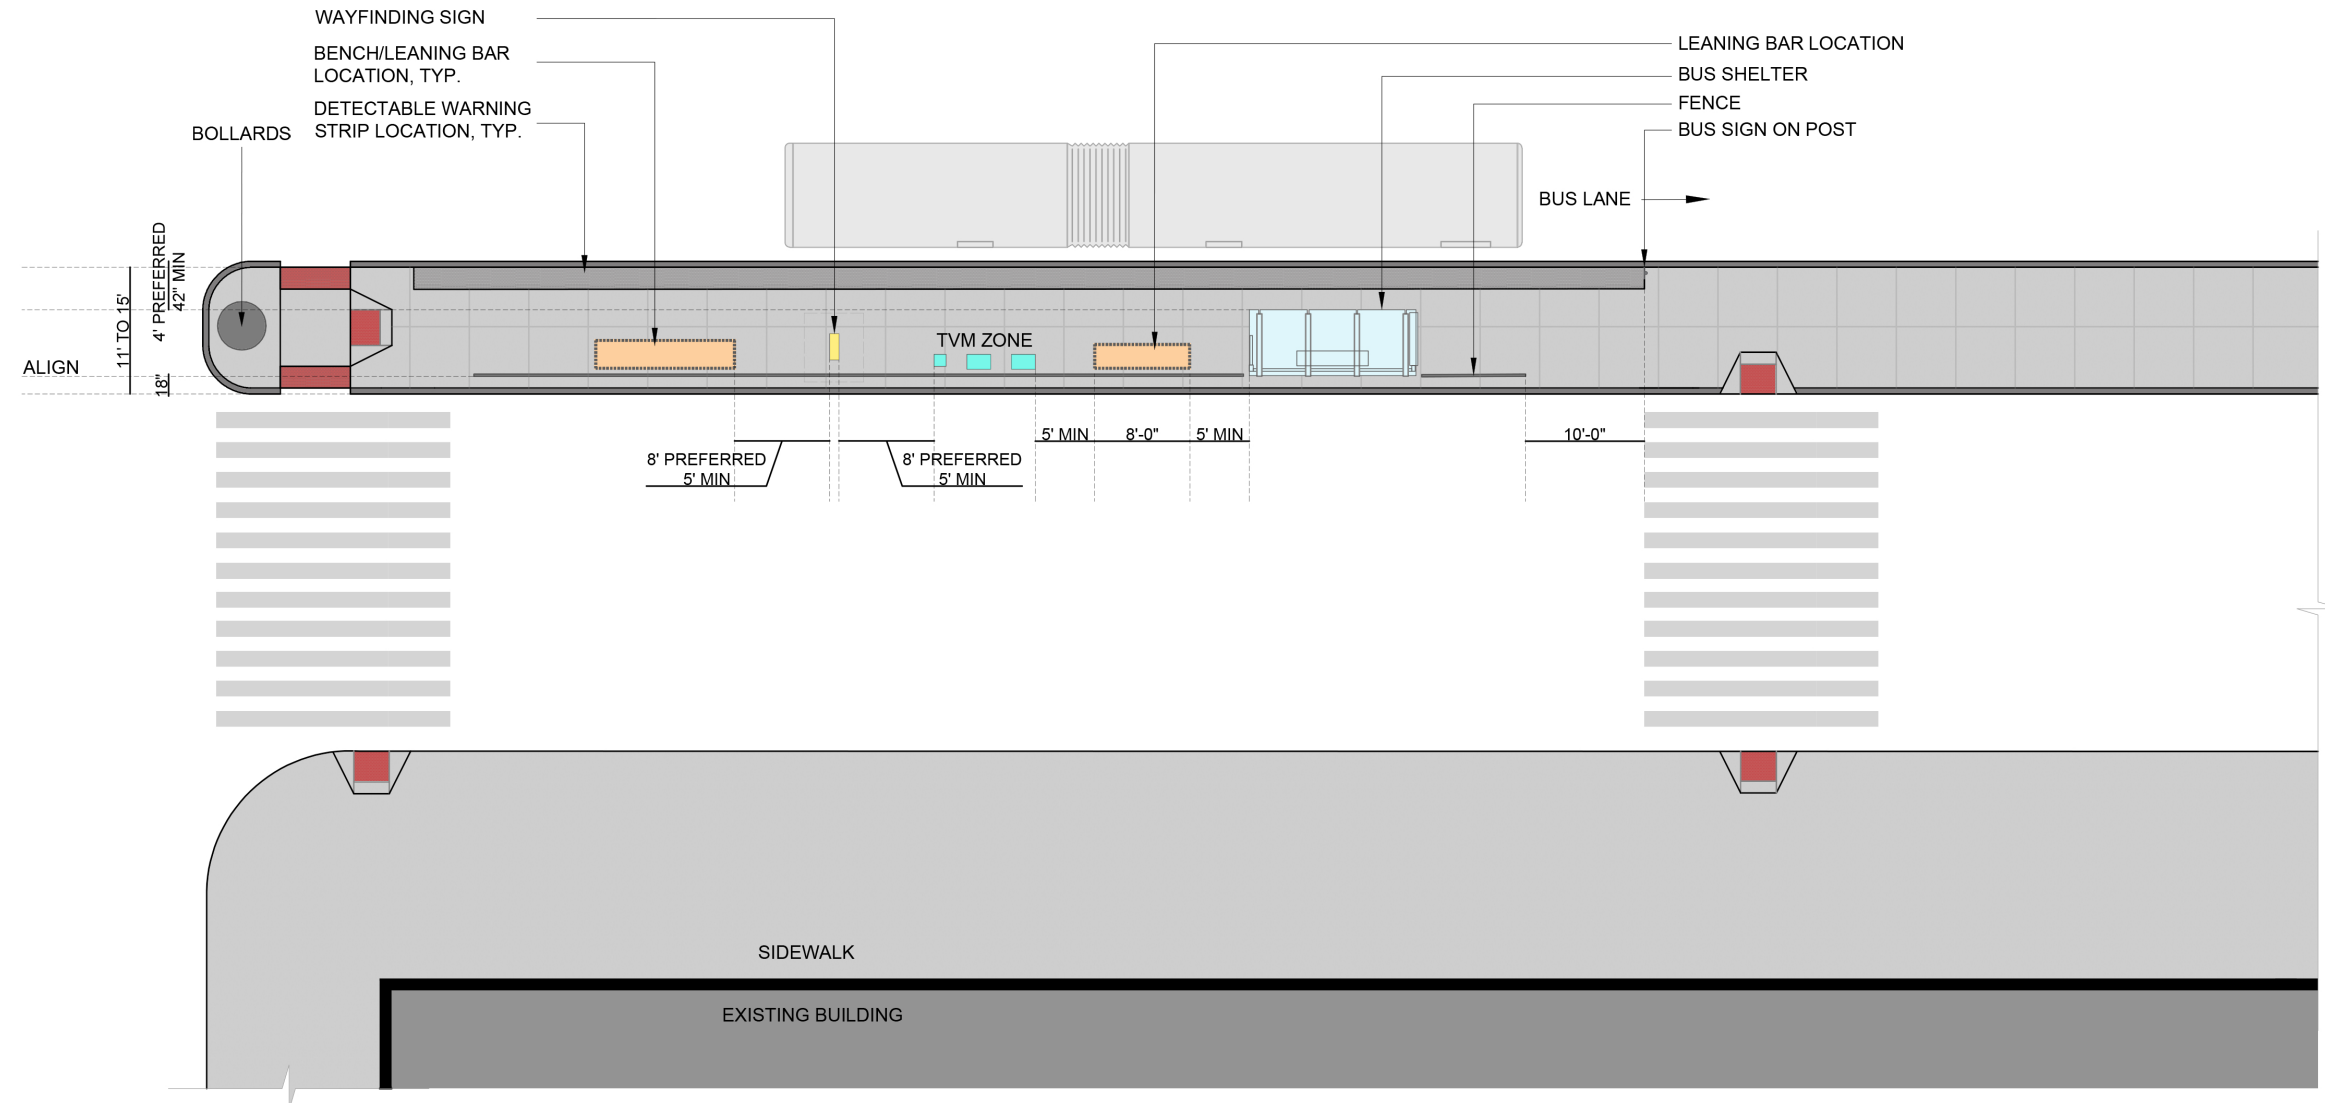 WAYFINDING SIGN
BENCH/LEANING BAR
LOCATION, TYP.
DETECTABLE WARNING
STRIP LOCATION, TYP.
BOLLARDS
LEANING BAR LOCATION
BUS SHELTER
FENCE
BUS SIGN ON POST
BUS LANE
4' PREFERRED
42" MIN
11' TO 15'
18"
ALIGN
TVM ZONE
8' PREFERRED
5' MIN
8' PREFERRED
5' MIN
5' MIN
8'-0"
5' MIN
10'-0"
SIDEWALK
EXISTING BUILDING